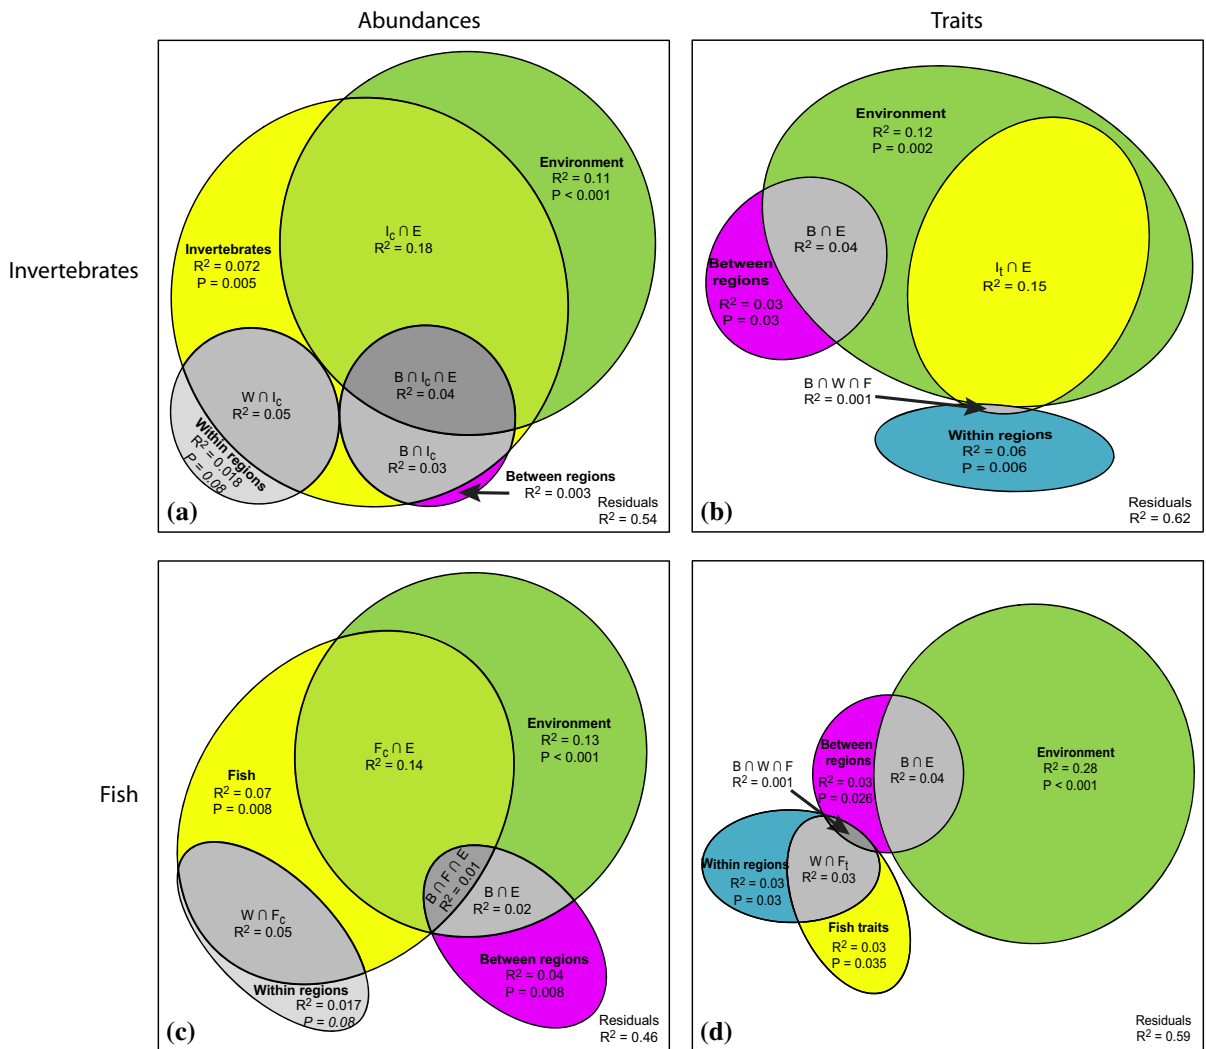 Abundances
Traits
Invertebrates
Fish
Environment
R² = 0.11
P < 0.001
I_c ∩ E
R² = 0.18
Invertebrates
R² = 0.072
P = 0.005
B ∩ I_c ∩ E
R² = 0.04
W ∩ I_c
R² = 0.05
Within regions
R² = 0.018
P = 0.08
B ∩ I_c
R² = 0.03
Between regions
R² = 0.003
(a)
Residuals
R² = 0.54
Environment
R² = 0.12
P = 0.002
B ∩ E
R² = 0.04
Between
regions
R² = 0.03
P = 0.03
I_t ∩ E
R² = 0.15
B ∩ W ∩ F
R² = 0.001
Within regions
R² = 0.06
P = 0.006
(b)
Residuals
R² = 0.62
Environment
R² = 0.13
P < 0.001
F_c ∩ E
R² = 0.14
Fish
R² = 0.07
P = 0.008
B ∩ F ∩ E
R² = 0.01
B ∩ E
R² = 0.02
W ∩ F_c
R² = 0.05
Between regions
R² = 0.04
P = 0.008
Within regions
R² = 0.017
P = 0.08
(c)
Residuals
R² = 0.46
Between
regions
R² = 0.03
P = 0.026
B ∩ E
R² = 0.04
Environment
R² = 0.28
P < 0.001
B ∩ W ∩ F
R² = 0.001
Within regions
R² = 0.03
P = 0.03
W ∩ F_t
R² = 0.03
Fish traits
R² = 0.03
P = 0.035
(d)
Residuals
R² = 0.59